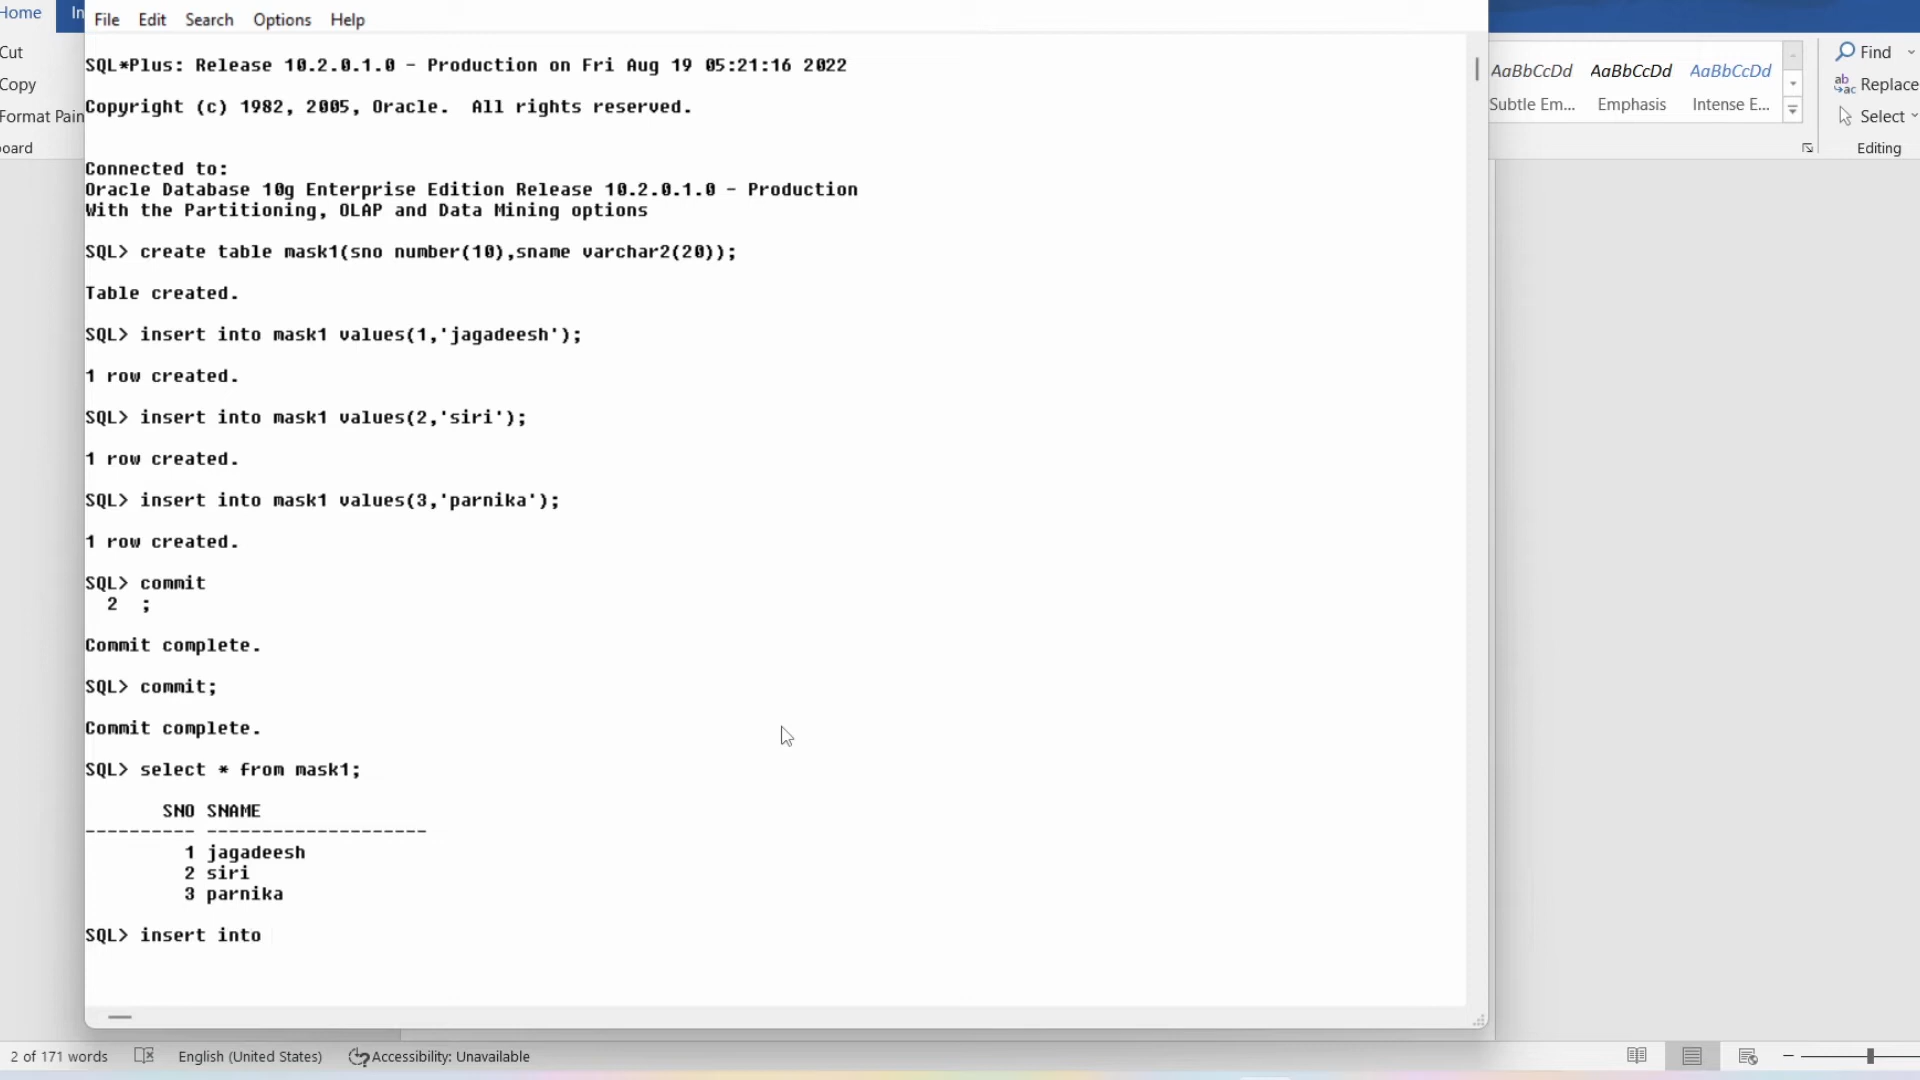 Home In
File Edit Search Options Help
Cut
Copy
Format Pain
oard
AaBbCcDd AaBbCcDd AaBbCcDd
Subtle Em... Emphasis Intense E...
Find
Replace
Select
Editing
SQL*Plus: Release 10.2.0.1.0 - Production on Fri Aug 19 05:21:16 2022
Copyright (c) 1982, 2005, Oracle.  All rights reserved.
Connected to:
Oracle Database 10g Enterprise Edition Release 10.2.0.1.0 - Production
With the Partitioning, OLAP and Data Mining options
SQL> create table mask1(sno number(10),sname varchar2(20));
Table created.
SQL> insert into mask1 values(1,'jagadeesh');
1 row created.
SQL> insert into mask1 values(2,'siri');
1 row created.
SQL> insert into mask1 values(3,'parnika');
1 row created.
SQL> commit
  2  ;
Commit complete.
SQL> commit;
Commit complete.
SQL> select * from mask1;
       SNO SNAME
---------- --------------------
         1 jagadeesh
         2 siri
         3 parnika
SQL> insert into
2 of 171 words English (United States) Accessibility: Unavailable